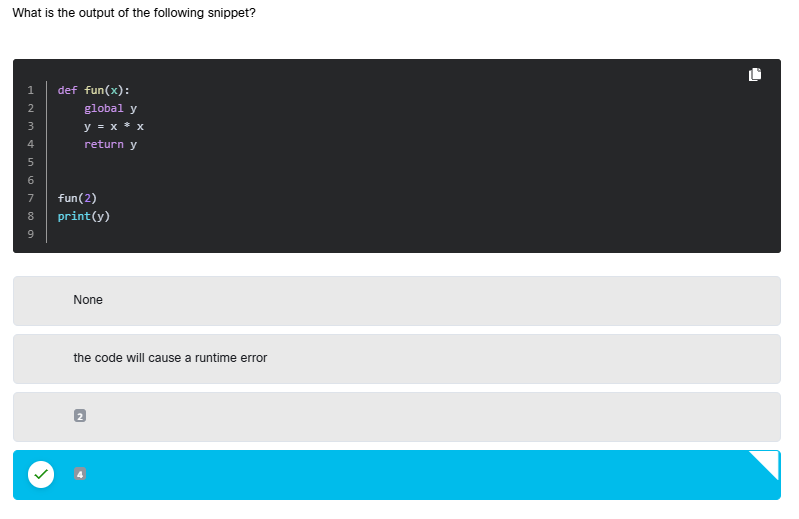 What is the output of the following snippet?
1 def fun(x):
2     global y
3     y = x * x
4     return y
5
6
7 fun(2)
8 print(y)
9
None
the code will cause a runtime error
2
4